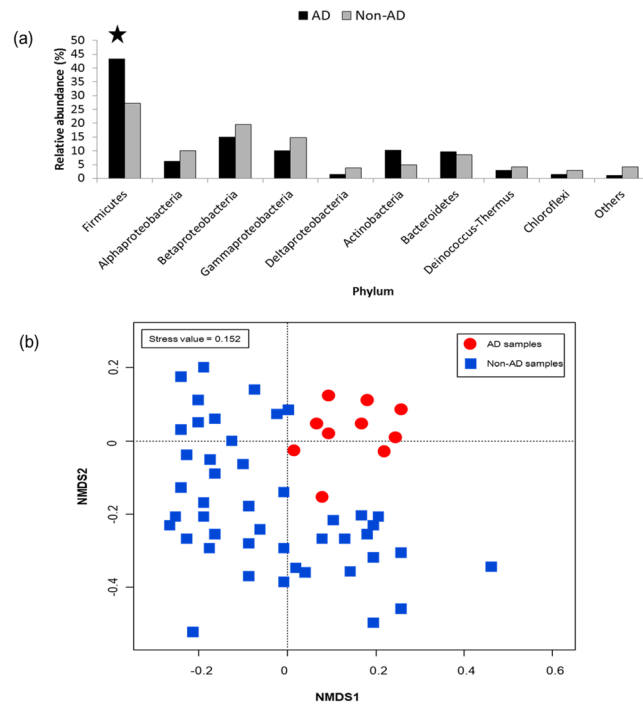 AD Non-AD
(a)
Relative abundance (%)
50
45
40
35
30
25
20
15
10
5
0
Firmicutes
Alphaproteobacteria
Betaproteobacteria
Gammaproteobacteria
Deltaproteobacteria
Actinobacteria
Bacteroidetes
Deinococcus-Thermus
Chloroflexi
Others
Phylum
(b)
Stress value = 0.152
AD samples
Non-AD samples
NMDS2
0.2
0
-0.2
-0.4
-0.2 0 0.2 0.4 0.6
NMDS1